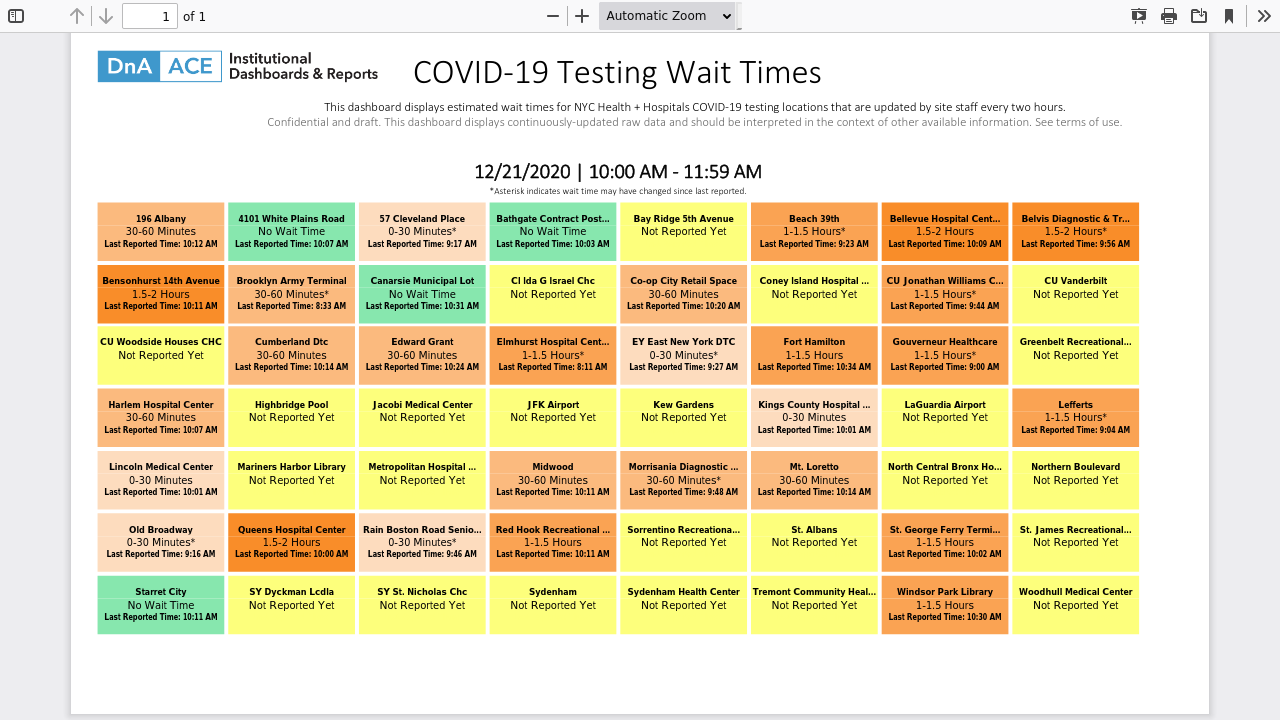 1 of 1
Automatic Zoom
DnA ACE Institutional Dashboards & Reports
COVID-19 Testing Wait Times
This dashboard displays estimated wait times for NYC Health + Hospitals COVID-19 testing locations that are updated by site staff every two hours.
Confidential and draft. This dashboard displays continuously-updated raw data and should be interpreted in the context of other available information. See terms of use.
12/21/2020 | 10:00 AM - 11:59 AM
*Asterisk indicates wait time may have changed since last reported.
196 Albany
30-60 Minutes
Last Reported Time: 10:12 AM
4101 White Plains Road
No Wait Time
Last Reported Time: 10:07 AM
57 Cleveland Place
0-30 Minutes*
Last Reported Time: 9:17 AM
Bathgate Contract Post...
No Wait Time
Last Reported Time: 10:03 AM
Bay Ridge 5th Avenue
Not Reported Yet
Beach 39th
1-1.5 Hours*
Last Reported Time: 9:23 AM
Bellevue Hospital Cent...
1.5-2 Hours
Last Reported Time: 10:09 AM
Belvis Diagnostic & Tr...
1.5-2 Hours*
Last Reported Time: 9:56 AM
Bensonhurst 14th Avenue
1.5-2 Hours
Last Reported Time: 10:11 AM
Brooklyn Army Terminal
30-60 Minutes*
Last Reported Time: 8:33 AM
Canarsie Municipal Lot
No Wait Time
Last Reported Time: 10:31 AM
Cl Ida G Israel Chc
Not Reported Yet
Co-op City Retail Space
30-60 Minutes
Last Reported Time: 10:20 AM
Coney Island Hospital ...
Not Reported Yet
CU Jonathan Williams C...
1-1.5 Hours*
Last Reported Time: 9:44 AM
CU Vanderbilt
Not Reported Yet
CU Woodside Houses CHC
Not Reported Yet
Cumberland Dtc
30-60 Minutes
Last Reported Time: 10:14 AM
Edward Grant
30-60 Minutes
Last Reported Time: 10:24 AM
Elmhurst Hospital Cent...
1-1.5 Hours*
Last Reported Time: 8:11 AM
EY East New York DTC
0-30 Minutes*
Last Reported Time: 9:27 AM
Fort Hamilton
1-1.5 Hours
Last Reported Time: 10:34 AM
Gouverneur Healthcare
1-1.5 Hours*
Last Reported Time: 9:00 AM
Greenbelt Recreational...
Not Reported Yet
Harlem Hospital Center
30-60 Minutes
Last Reported Time: 10:07 AM
Highbridge Pool
Not Reported Yet
Jacobi Medical Center
Not Reported Yet
JFK Airport
Not Reported Yet
Kew Gardens
Not Reported Yet
Kings County Hospital ...
0-30 Minutes
Last Reported Time: 10:01 AM
LaGuardia Airport
Not Reported Yet
Lefferts
1-1.5 Hours*
Last Reported Time: 9:04 AM
Lincoln Medical Center
0-30 Minutes
Last Reported Time: 10:01 AM
Mariners Harbor Library
Not Reported Yet
Metropolitan Hospital ...
Not Reported Yet
Midwood
30-60 Minutes
Last Reported Time: 10:11 AM
Morrisania Diagnostic ...
30-60 Minutes*
Last Reported Time: 9:48 AM
Mt. Loretto
30-60 Minutes
Last Reported Time: 10:14 AM
North Central Bronx Ho...
Not Reported Yet
Northern Boulevard
Not Reported Yet
Old Broadway
0-30 Minutes*
Last Reported Time: 9:16 AM
Queens Hospital Center
1.5-2 Hours
Last Reported Time: 10:00 AM
Rain Boston Road Senio...
0-30 Minutes*
Last Reported Time: 9:46 AM
Red Hook Recreational ...
1-1.5 Hours
Last Reported Time: 10:11 AM
Sorrentino Recreationa...
Not Reported Yet
St. Albans
Not Reported Yet
St. George Ferry Termi...
1-1.5 Hours
Last Reported Time: 10:02 AM
St. James Recreational...
Not Reported Yet
Starret City
No Wait Time
Last Reported Time: 10:11 AM
SY Dyckman Lcdla
Not Reported Yet
SY St. Nicholas Chc
Not Reported Yet
Sydenham
Not Reported Yet
Sydenham Health Center
Not Reported Yet
Tremont Community Heal...
Not Reported Yet
Windsor Park Library
1-1.5 Hours
Last Reported Time: 10:30 AM
Woodhull Medical Center
Not Reported Yet